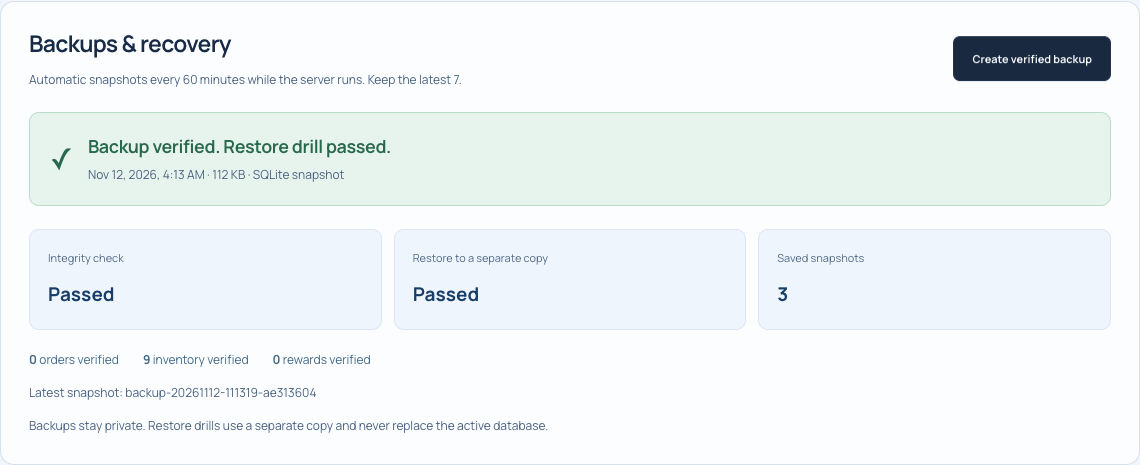 Backups & recovery
Automatic snapshots every 60 minutes while the server runs. Keep the latest 7.
Create verified backup
✓
Backup verified. Restore drill passed.
Nov 12, 2026, 4:13 AM · 112 KB · SQLite snapshot
Integrity check
Passed
Restore to a separate copy
Passed
Saved snapshots
3
0 orders verified 9 inventory verified 0 rewards verified
Latest snapshot: backup-20261112-111319-ae313604
Backups stay private. Restore drills use a separate copy and never replace the active database.